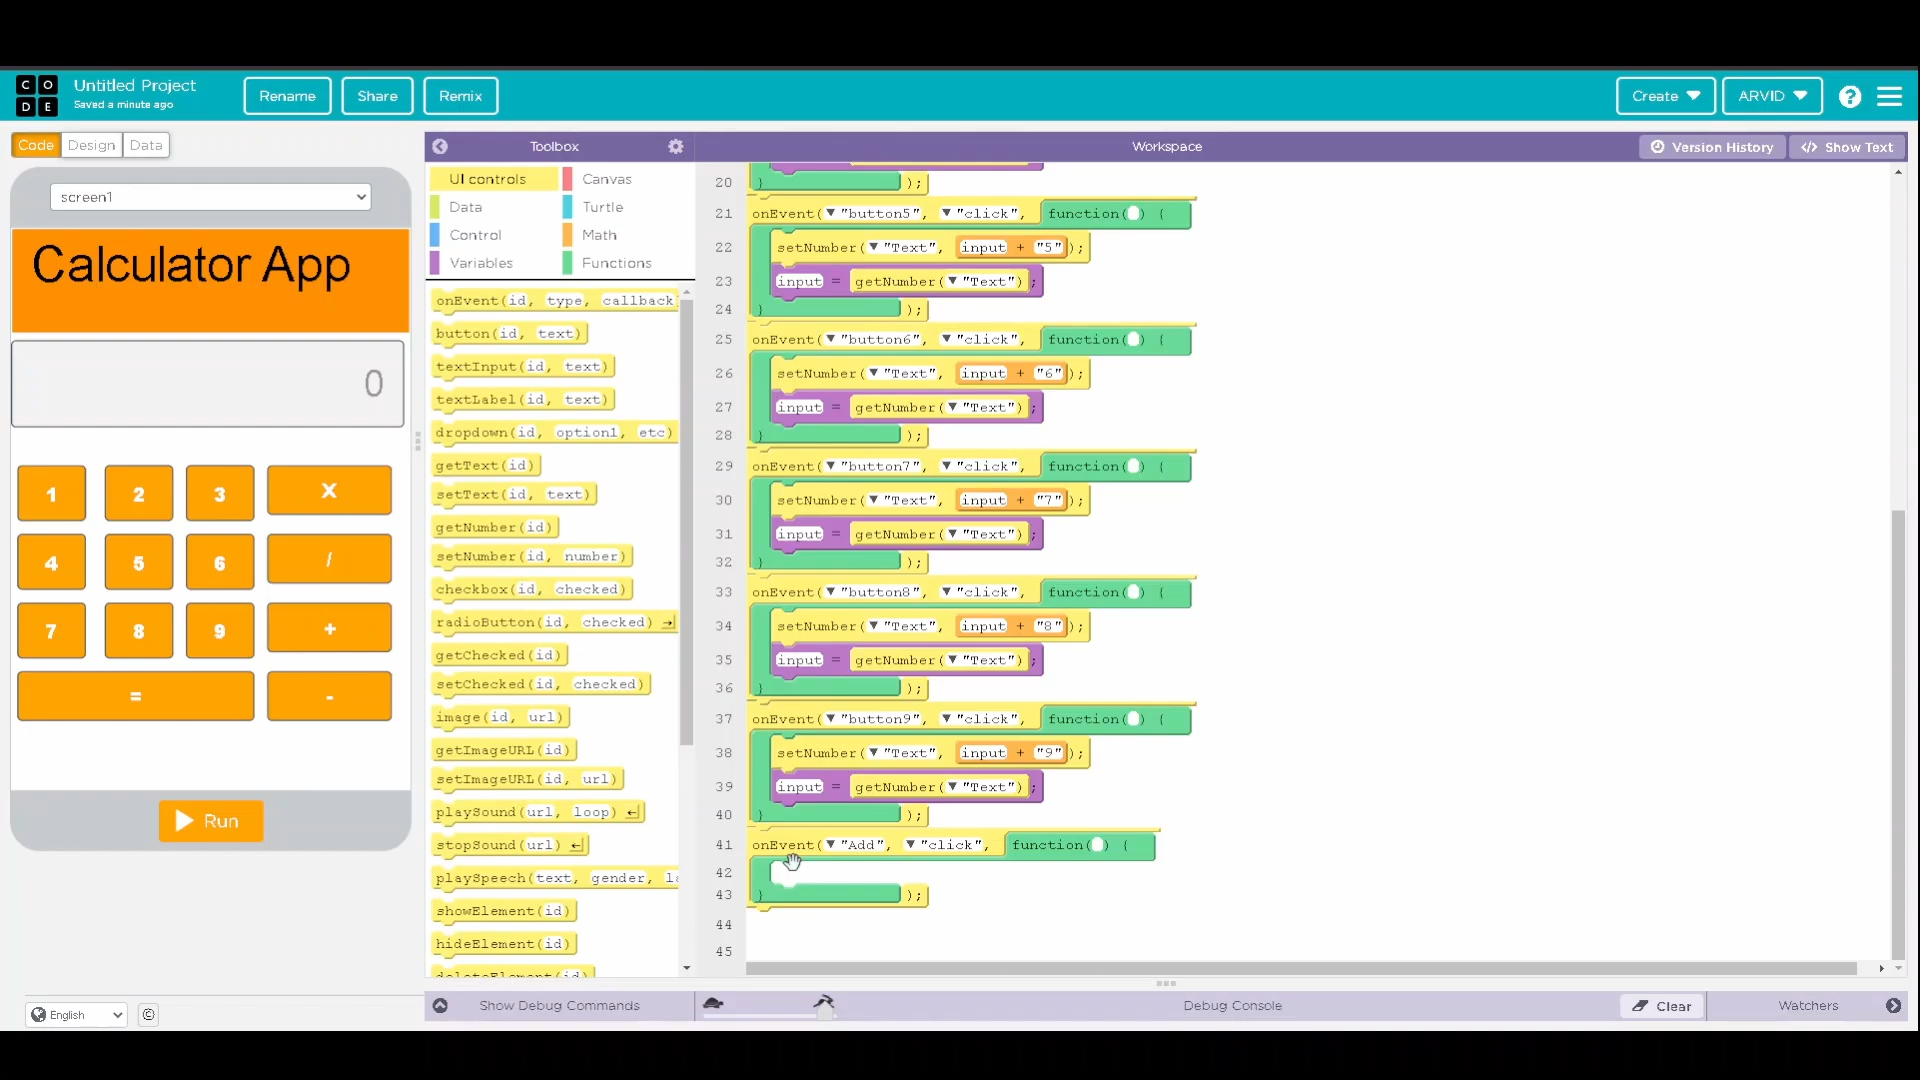 CODE
Untitled Project
Saved a minute ago
Rename
Share
Remix
Create
ARVID
?
Code
Design
Data
Toolbox
Workspace
Version History
</> Show Text
screen1
Calculator App
0
1
2
3
X
4
5
6
/
7
8
9
+
=
-
Run
English
©
UI controls
Canvas
Data
Turtle
Control
Math
Variables
Functions
onEvent(id, type, callback
button(id, text)
textInput(id, text)
textLabel(id, text)
dropdown(id, option1, etc)
getText(id)
setText(id, text)
getNumber(id)
setNumber(id, number)
checkbox(id, checked)
radioButton(id, checked)
getChecked(id)
setChecked(id, checked)
image(id, url)
getImageURL(id)
setImageURL(id, url)
playSound(url, loop)
stopSound(url)
playSpeech(text, gender, la
showElement(id)
hideElement(id)
deleteElement(id)
20 } );
21 onEvent(▼"button5", ▼"click", function() {
22 setNumber(▼"Text", input + "5");
23 input = getNumber(▼"Text");
24 } );
25 onEvent(▼"button6", ▼"click", function() {
26 setNumber(▼"Text", input + "6");
27 input = getNumber(▼"Text");
28 } );
29 onEvent(▼"button7", ▼"click", function() {
30 setNumber(▼"Text", input + "7");
31 input = getNumber(▼"Text");
32 } );
33 onEvent(▼"button8", ▼"click", function() {
34 setNumber(▼"Text", input + "8");
35 input = getNumber(▼"Text");
36 } );
37 onEvent(▼"button9", ▼"click", function() {
38 setNumber(▼"Text", input + "9");
39 input = getNumber(▼"Text");
40 } );
41 onEvent(▼"Add", ▼"click", function() {
42
43 } );
44
45
Show Debug Commands
Debug Console
Clear
Watchers